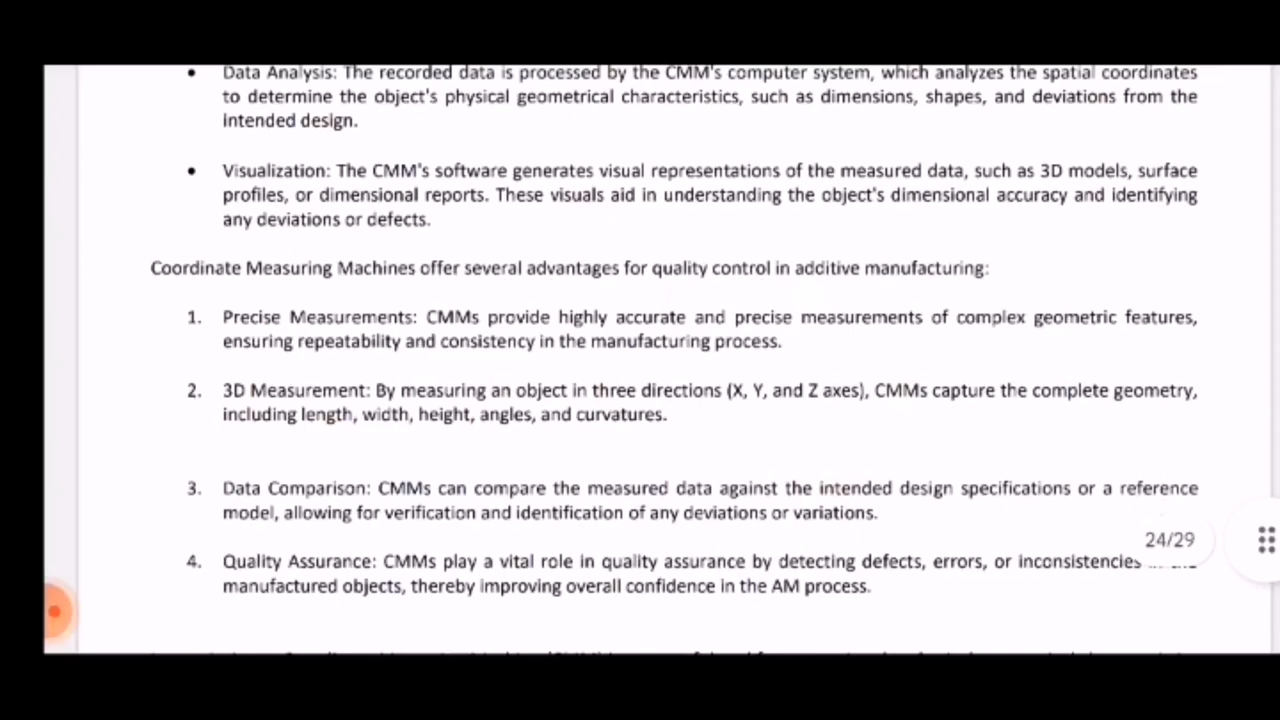 • Data Analysis: The recorded data is processed by the CMM's computer system, which analyzes the spatial coordinates
to determine the object's physical geometrical characteristics, such as dimensions, shapes, and deviations from the
intended design.
• Visualization: The CMM's software generates visual representations of the measured data, such as 3D models, surface
profiles, or dimensional reports. These visuals aid in understanding the object's dimensional accuracy and identifying
any deviations or defects.
Coordinate Measuring Machines offer several advantages for quality control in additive manufacturing:
1. Precise Measurements: CMMs provide highly accurate and precise measurements of complex geometric features,
ensuring repeatability and consistency in the manufacturing process.
2. 3D Measurement: By measuring an object in three directions (X, Y, and Z axes), CMMs capture the complete geometry,
including length, width, height, angles, and curvatures.
3. Data Comparison: CMMs can compare the measured data against the intended design specifications or a reference
model, allowing for verification and identification of any deviations or variations.
24/29
4. Quality Assurance: CMMs play a vital role in quality assurance by detecting defects, errors, or inconsistencies
manufactured objects, thereby improving overall confidence in the AM process.